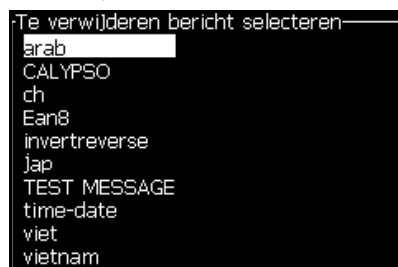 Te verwijderen bericht selecteren
arab
CALYPSO
ch
Ean8
invertreverse
jap
TEST MESSAGE
time-date
viet
vietnam